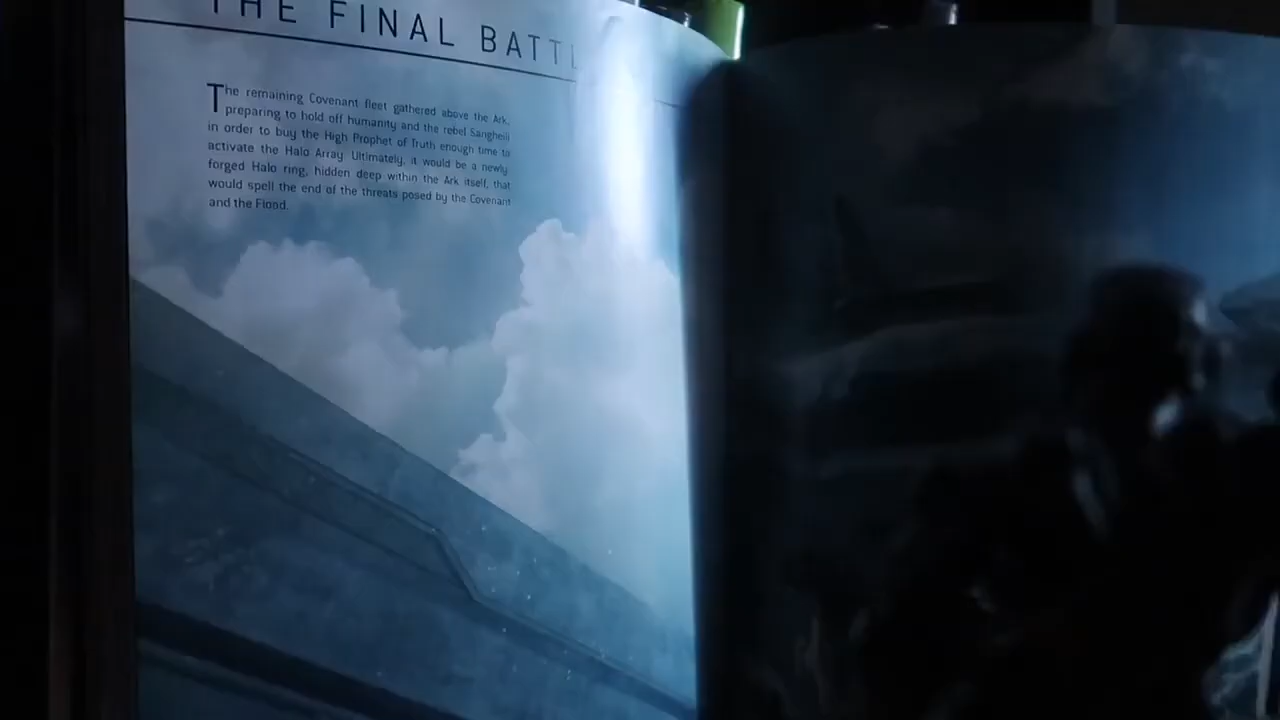 THE FINAL BATTL
The remaining Covenant fleet gathered above the Ark,
preparing to hold off humanity and the rebel Sangheili
in order to buy the High Prophet of Truth enough time to
activate the Halo Array. Ultimately, it would be a newly
forged Halo ring, hidden deep within the Ark itself, that
would spell the end of the threats posed by the Covenant
and the Flood.